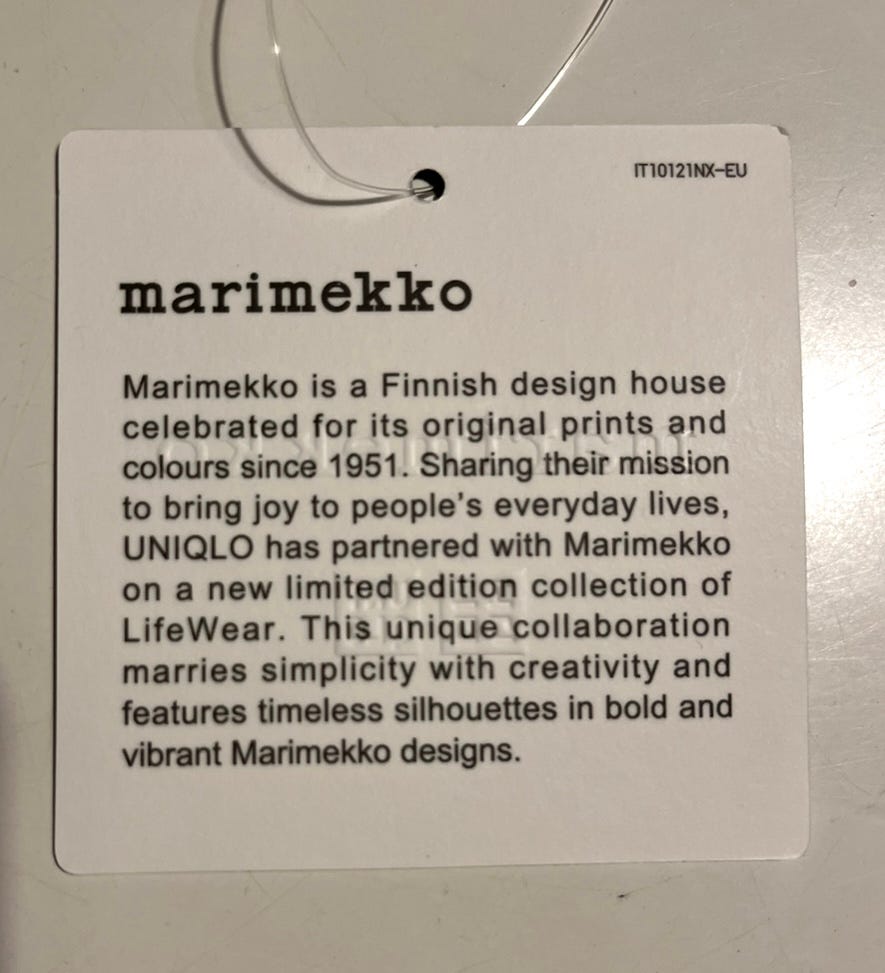 IT10121NX-EU
marimekko
Marimekko is a Finnish design house
celebrated for its original prints and
colours since 1951. Sharing their mission
to bring joy to people's everyday lives,
UNIQLO has partnered with Marimekko
on a new limited edition collection of
LifeWear. This unique collaboration
marries simplicity with creativity and
features timeless silhouettes in bold and
vibrant Marimekko designs.